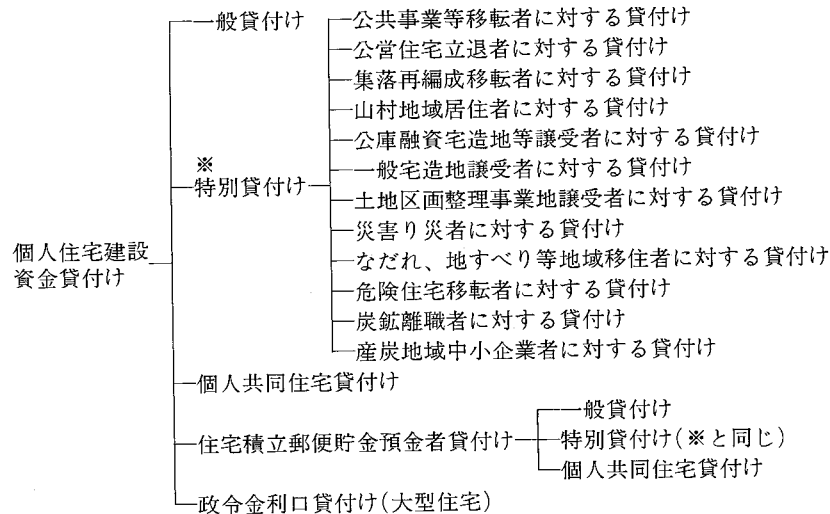 一般貸付け
公共事業等移転者に対する貸付け
公営住宅立退者に対する貸付け
集落再編成移転者に対する貸付け
山村地域居住者に対する貸付け
公庫融資宅造地等譲受者に対する貸付け
※
特別貸付け
一般宅造地譲受者に対する貸付け
土地区画整理事業地譲受者に対する貸付け
災害り災者に対する貸付け
なだれ、地すべり等地域移住者に対する貸付け
危険住宅移転者に対する貸付け
炭鉱離職者に対する貸付け
産炭地域中小企業者に対する貸付け
個人住宅建設
資金貸付け
個人共同住宅貸付け
住宅積立郵便貯金預金者貸付け
一般貸付け
特別貸付け(※と同じ)
個人共同住宅貸付け
政令金利口貸付け(大型住宅)